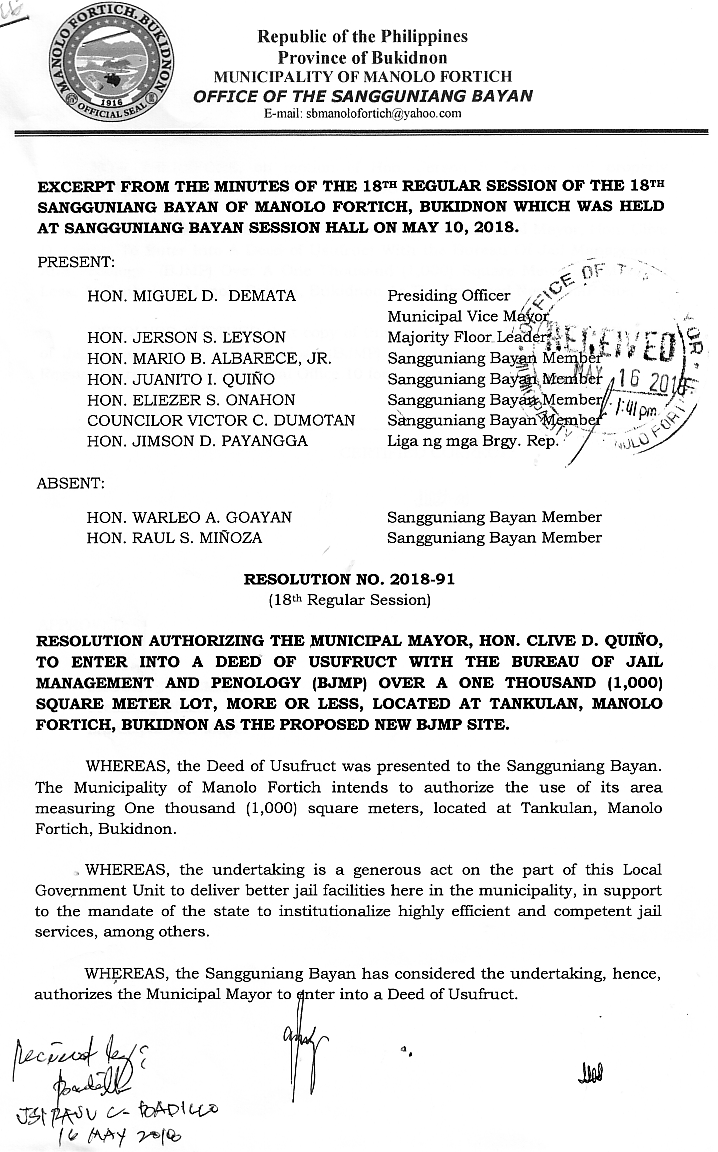 MANOLO FORTICH, BUKIDNON
1916
OFFICIAL SEAL
Republic of the Philippines
Province of Bukidnon
MUNICIPALITY OF MANOLO FORTICH
OFFICE OF THE SANGGUNIANG BAYAN
E-mail: sbmanolofortich@yahoo.com
EXCERPT FROM THE MINUTES OF THE 18TH REGULAR SESSION OF THE 18TH
SANGGUNIANG BAYAN OF MANOLO FORTICH, BUKIDNON WHICH WAS HELD
AT SANGGUNIANG BAYAN SESSION HALL ON MAY 10, 2018.
PRESENT:
HON. MIGUEL D. DEMATA Presiding Officer
Municipal Vice Mayor
HON. JERSON S. LEYSON Majority Floor Leader
HON. MARIO B. ALBARECE, JR. Sangguniang Bayan Member
HON. JUANITO I. QUIÑO Sangguniang Bayan Member
HON. ELIEZER S. ONAHON Sangguniang Bayan Member
COUNCILOR VICTOR C. DUMOTAN Sangguniang Bayan Member
HON. JIMSON D. PAYANGGA Liga ng mga Brgy. Rep.
OFFICE OF
RECEIVED
MAY 16 2018
1:41 pm
ABSENT:
HON. WARLEO A. GOAYAN Sangguniang Bayan Member
HON. RAUL S. MIÑOZA Sangguniang Bayan Member
RESOLUTION NO. 2018-91
(18th Regular Session)
RESOLUTION AUTHORIZING THE MUNICIPAL MAYOR, HON. CLIVE D. QUIÑO,
TO ENTER INTO A DEED OF USUFRUCT WITH THE BUREAU OF JAIL
MANAGEMENT AND PENOLOGY (BJMP) OVER A ONE THOUSAND (1,000)
SQUARE METER LOT, MORE OR LESS, LOCATED AT TANKULAN, MANOLO
FORTICH, BUKIDNON AS THE PROPOSED NEW BJMP SITE.
WHEREAS, the Deed of Usufruct was presented to the Sangguniang Bayan.
The Municipality of Manolo Fortich intends to authorize the use of its area
measuring One thousand (1,000) square meters, located at Tankulan, Manolo
Fortich, Bukidnon.
WHEREAS, the undertaking is a generous act on the part of this Local
Government Unit to deliver better jail facilities here in the municipality, in support
to the mandate of the state to institutionalize highly efficient and competent jail
services, among others.
WHEREAS, the Sangguniang Bayan has considered the undertaking, hence,
authorizes the Municipal Mayor to enter into a Deed of Usufruct.
Received by:
16 MAY 2018